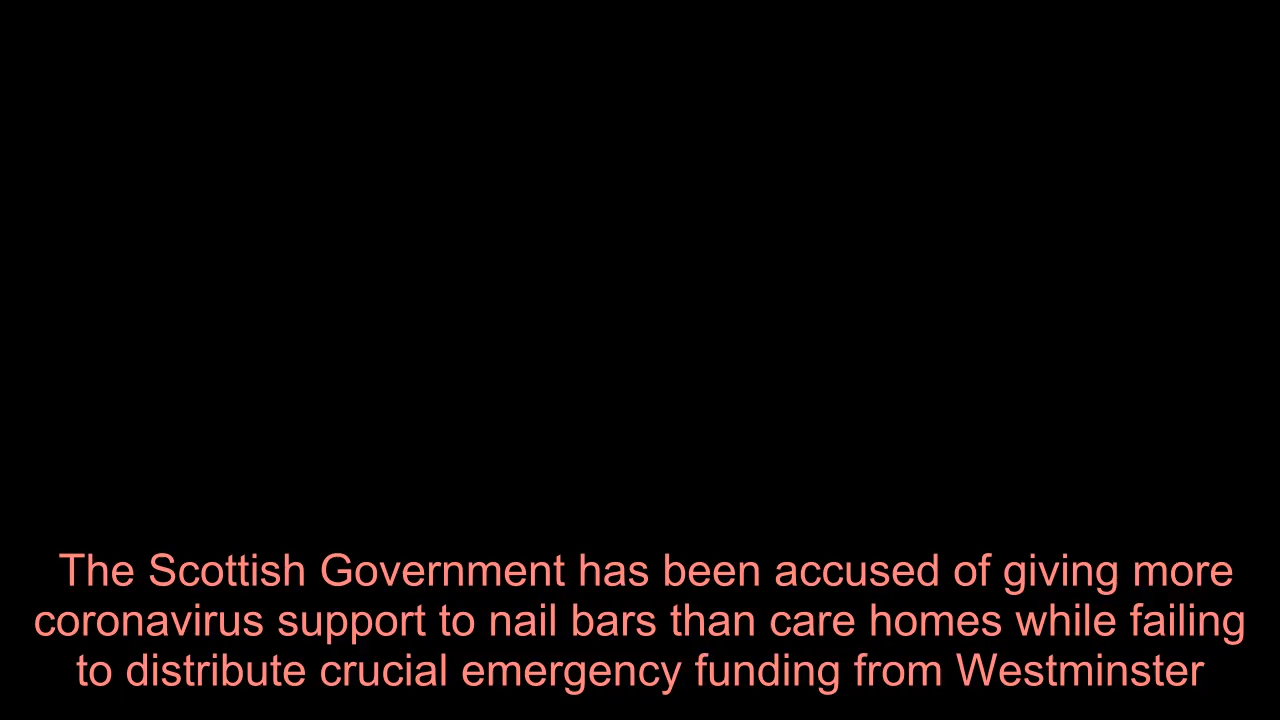 The Scottish Government has been accused of giving more
coronavirus support to nail bars than care homes while failing
to distribute crucial emergency funding from Westminster